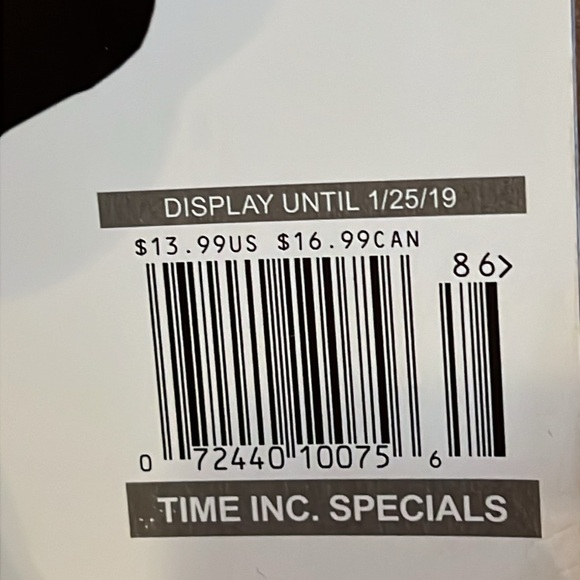 DISPLAY UNTIL 1/25/19
$13.99US $16.99CAN
86>
0 72440 10075 6
TIME INC. SPECIALS